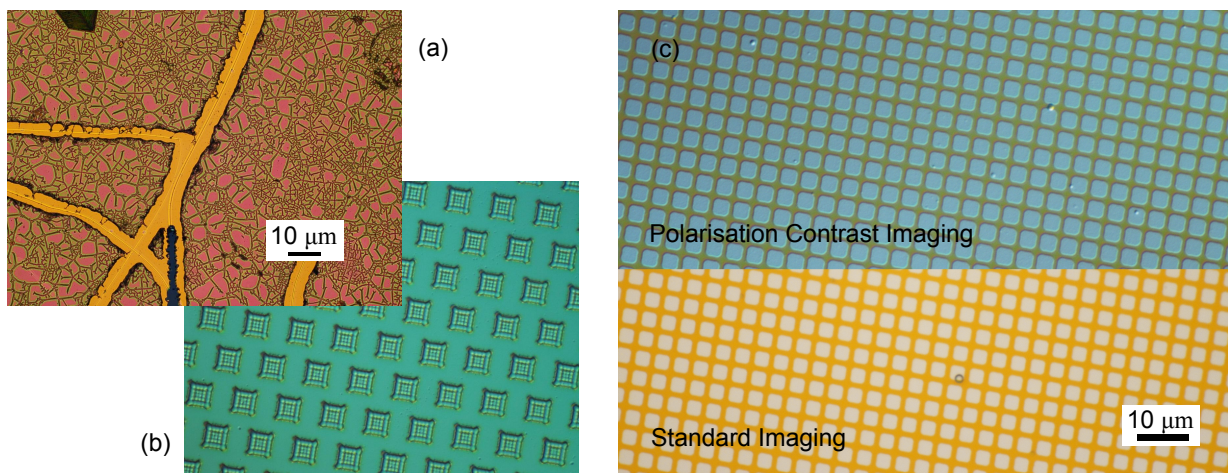 (a)
10 μm
(b)
(c)
Polarisation Contrast Imaging
Standard Imaging
10 μm